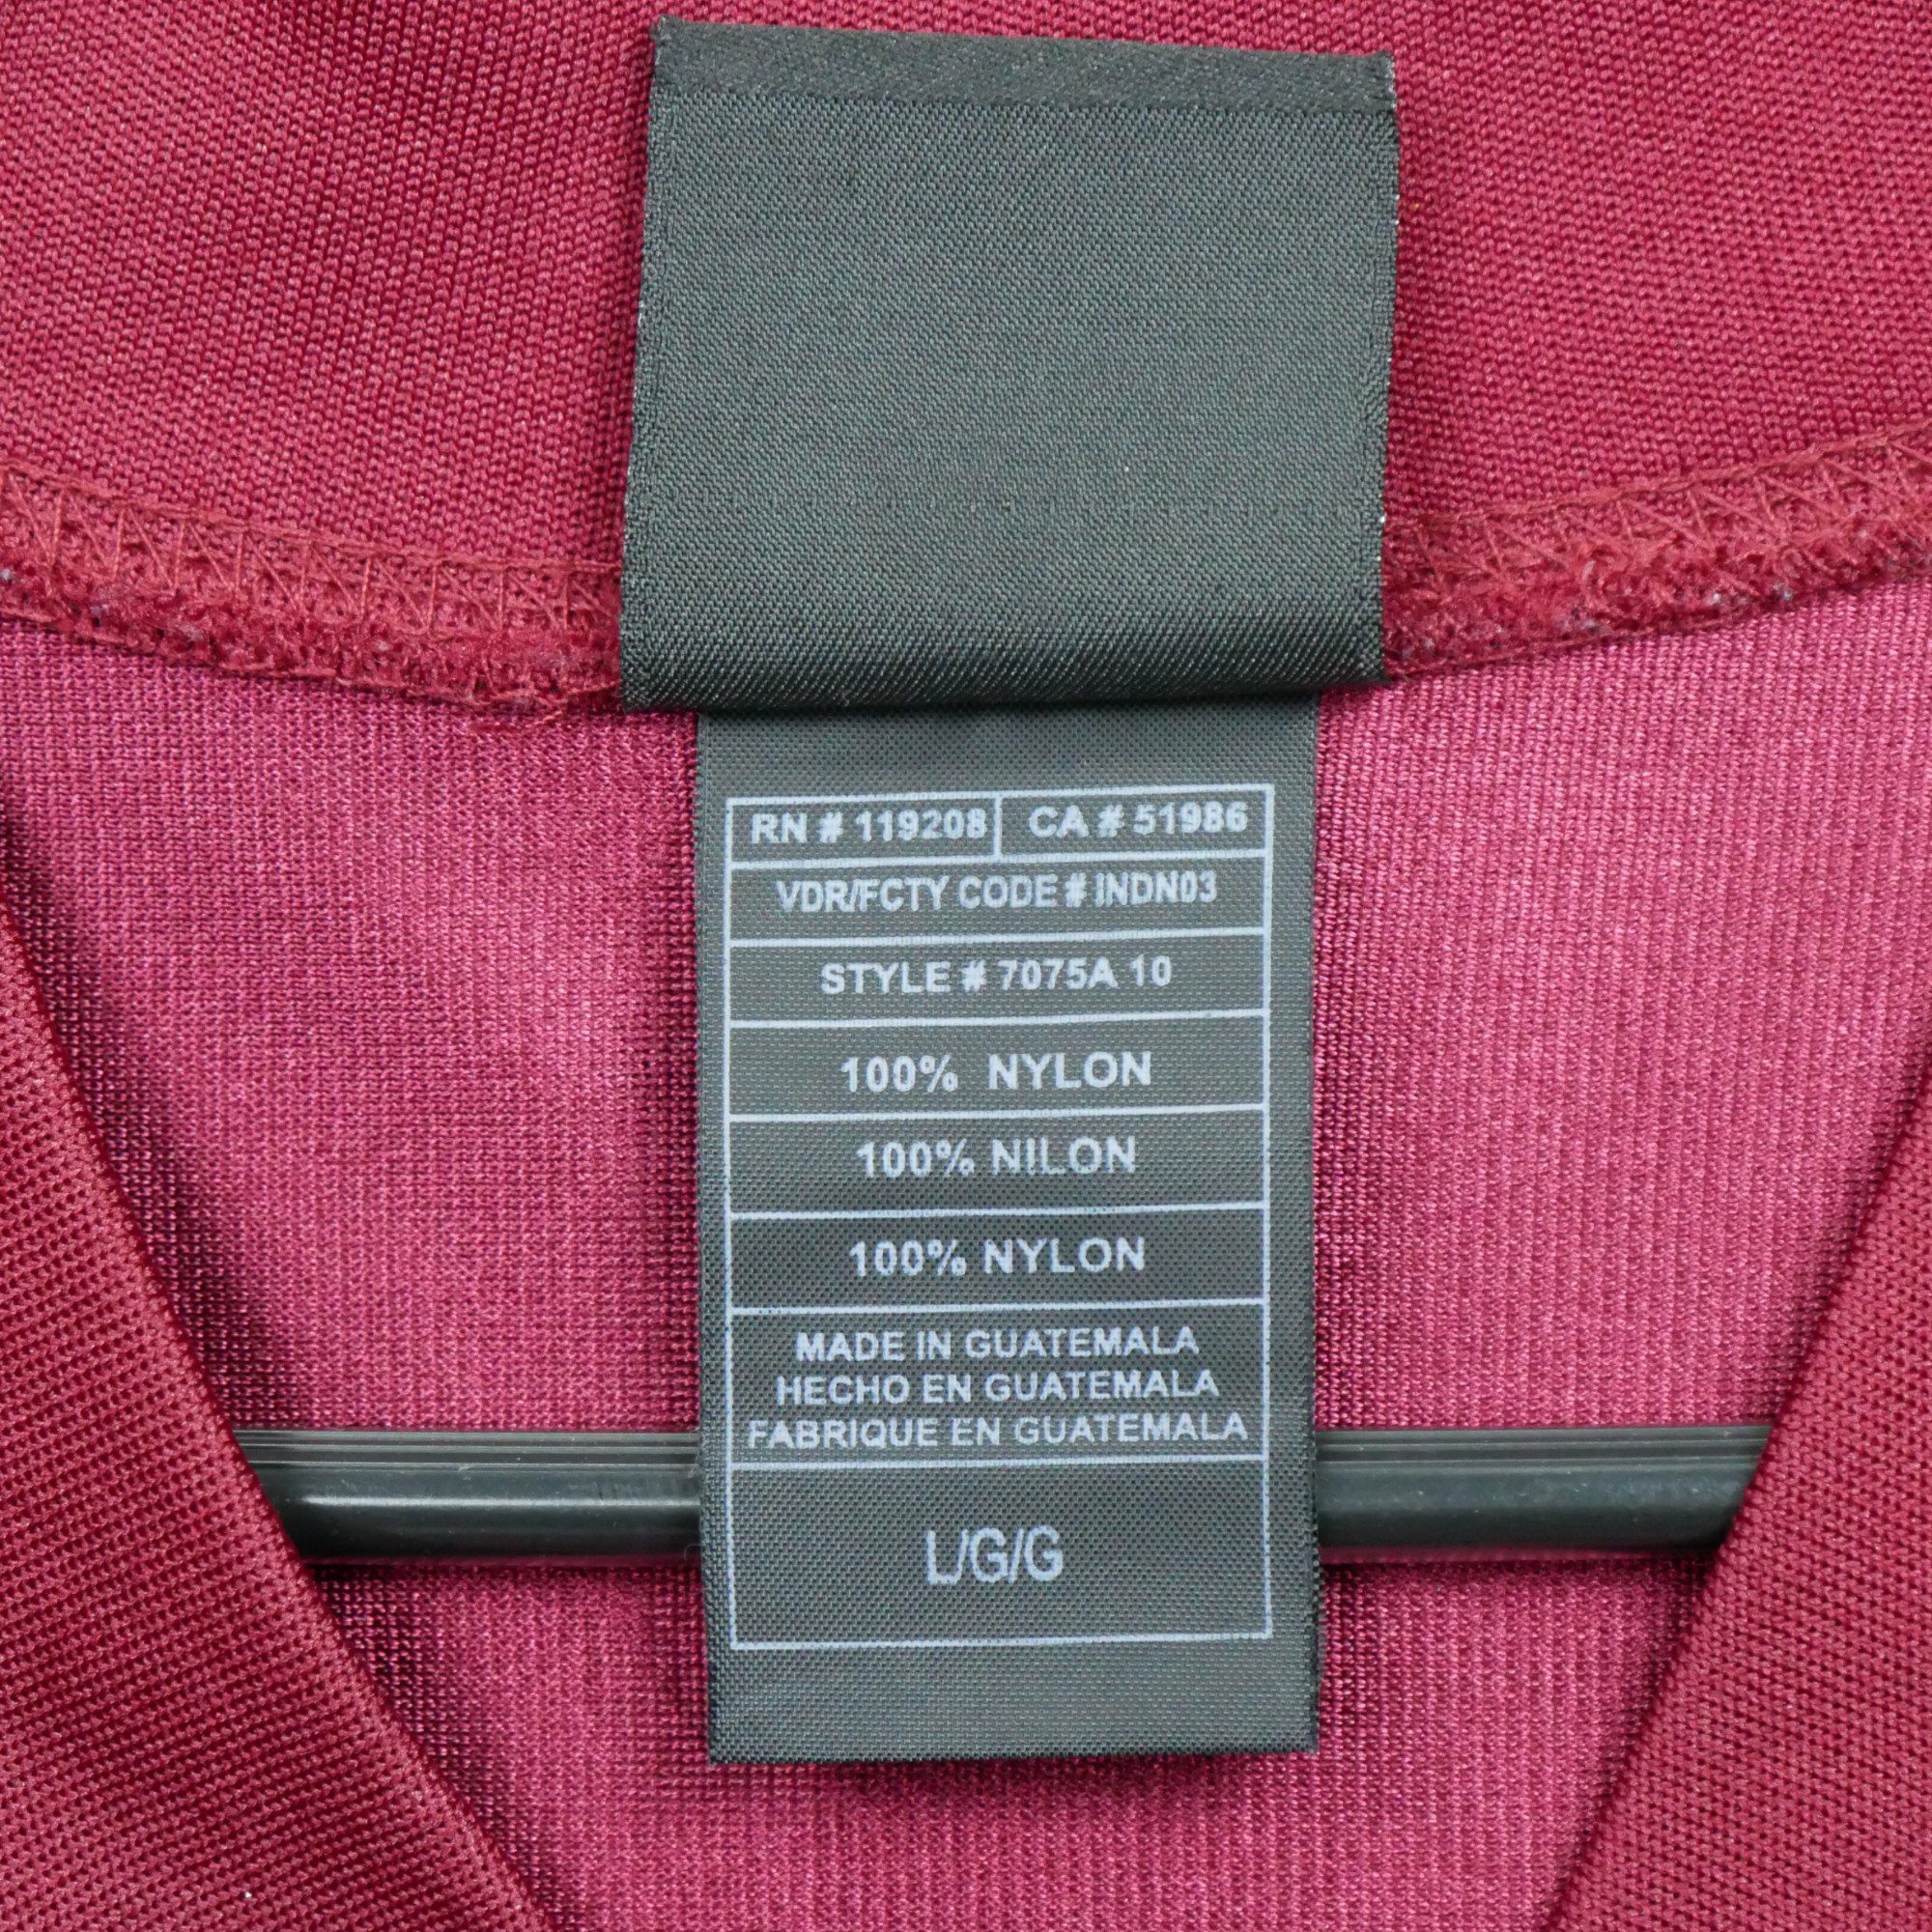 RN # 119208 CA # 51986
VDR/FCTY CODE # INDN03
STYLE # 7075A 10
100% NYLON
100% NILON
100% NYLON
MADE IN GUATEMALA
HECHO EN GUATEMALA
FABRIQUE EN GUATEMALA
L/G/G